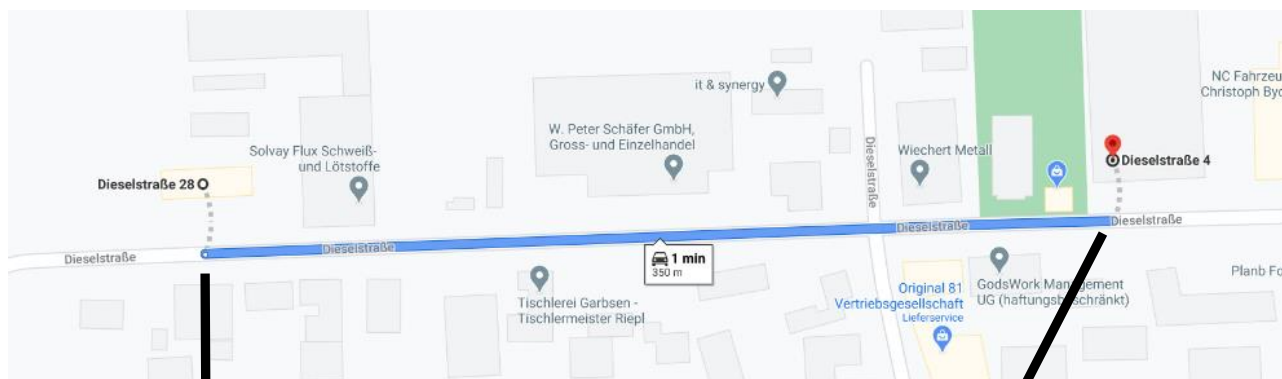 NC Fahrzeu
Christoph Byc
it & synergy
W. Peter Schäfer GmbH,
Gross- und Einzelhandel
Solvay Flux Schweiß-
und Lötstoffe
Wiechert Metall
Dieselstraße 4
Dieselstraße 28
Dieselstraße
Dieselstraße
Dieselstraße
Dieselstraße
Dieselstraße
1 min
350 m
Tischlerei Garbsen -
Tischlermeister Riepl
Original 81
Vertriebsgesellschaft
Lieferservice
GodsWork Management
UG (haftungsbeschränkt)
Planb Fo